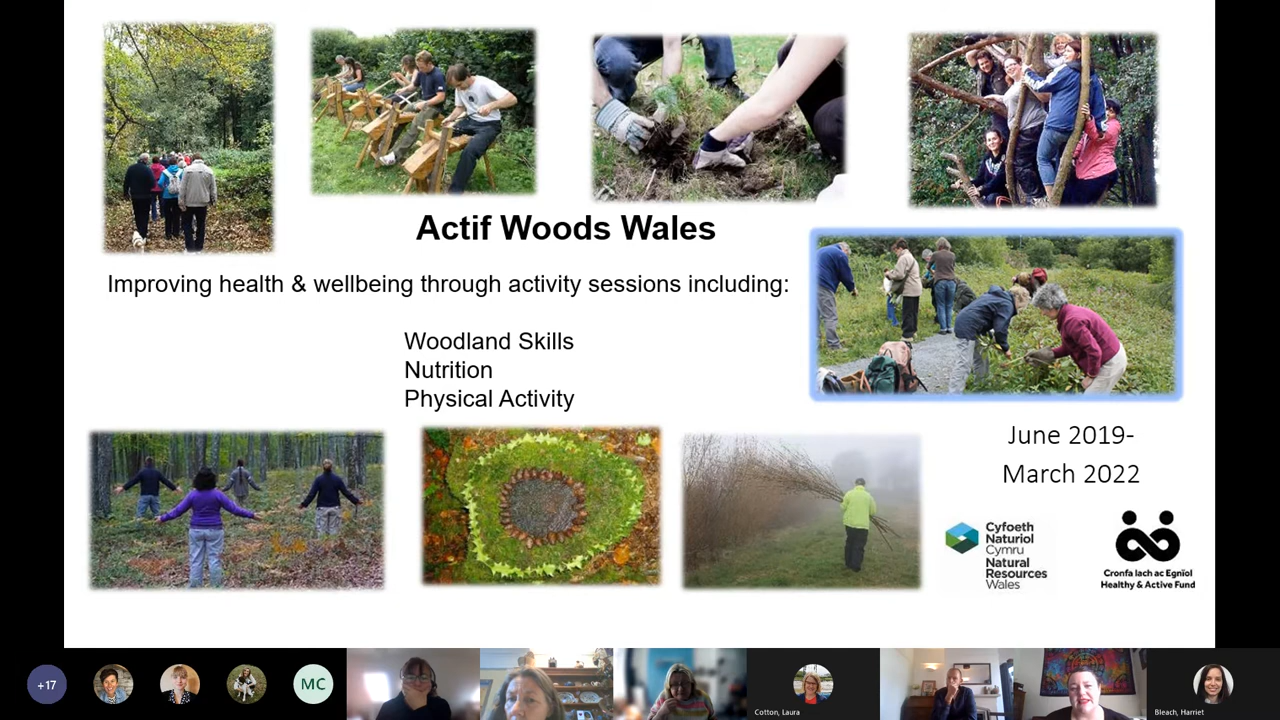 Actif Woods Wales
Improving health & wellbeing through activity sessions including:
Woodland Skills
Nutrition
Physical Activity
June 2019-
March 2022
Cyfoeth
Naturiol
Cymru
Natural
Resources
Wales
Cronfa Iach ac Egnïol
Healthy & Active Fund
+17
MC
Cotton, Laura
Bleach, Harriet